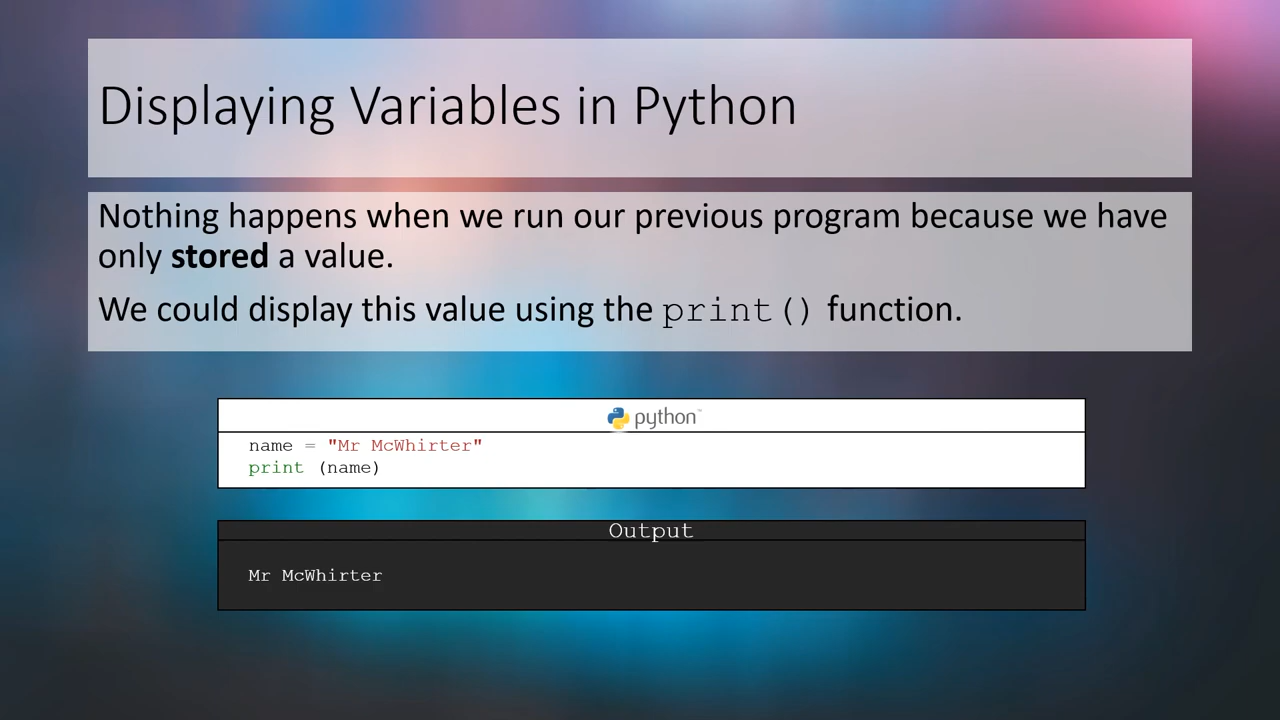 Displaying Variables in Python
Nothing happens when we run our previous program because we have
only stored a value.
We could display this value using the print() function.
python™
name = "Mr McWhirter"
print (name)
Output
Mr McWhirter